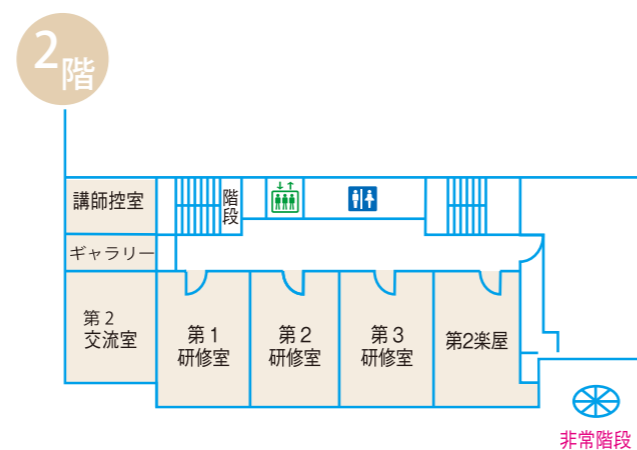 2階
講師控室
階段
ギャラリー
第2
交流室
第1
研修室
第2
研修室
第3
研修室
第2楽屋
非常階段